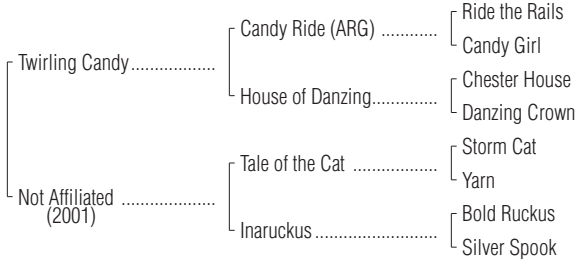 Ride the Rails
Candy Ride (ARG) ............
Candy Girl
Twirling Candy..................
Chester House
House of Danzing..............
Danzing Crown
Storm Cat
Tale of the Cat ..................
Yarn
Not Affiliated ....................
(2001)
Bold Ruckus
Inaruckus..........................
Silver Spook